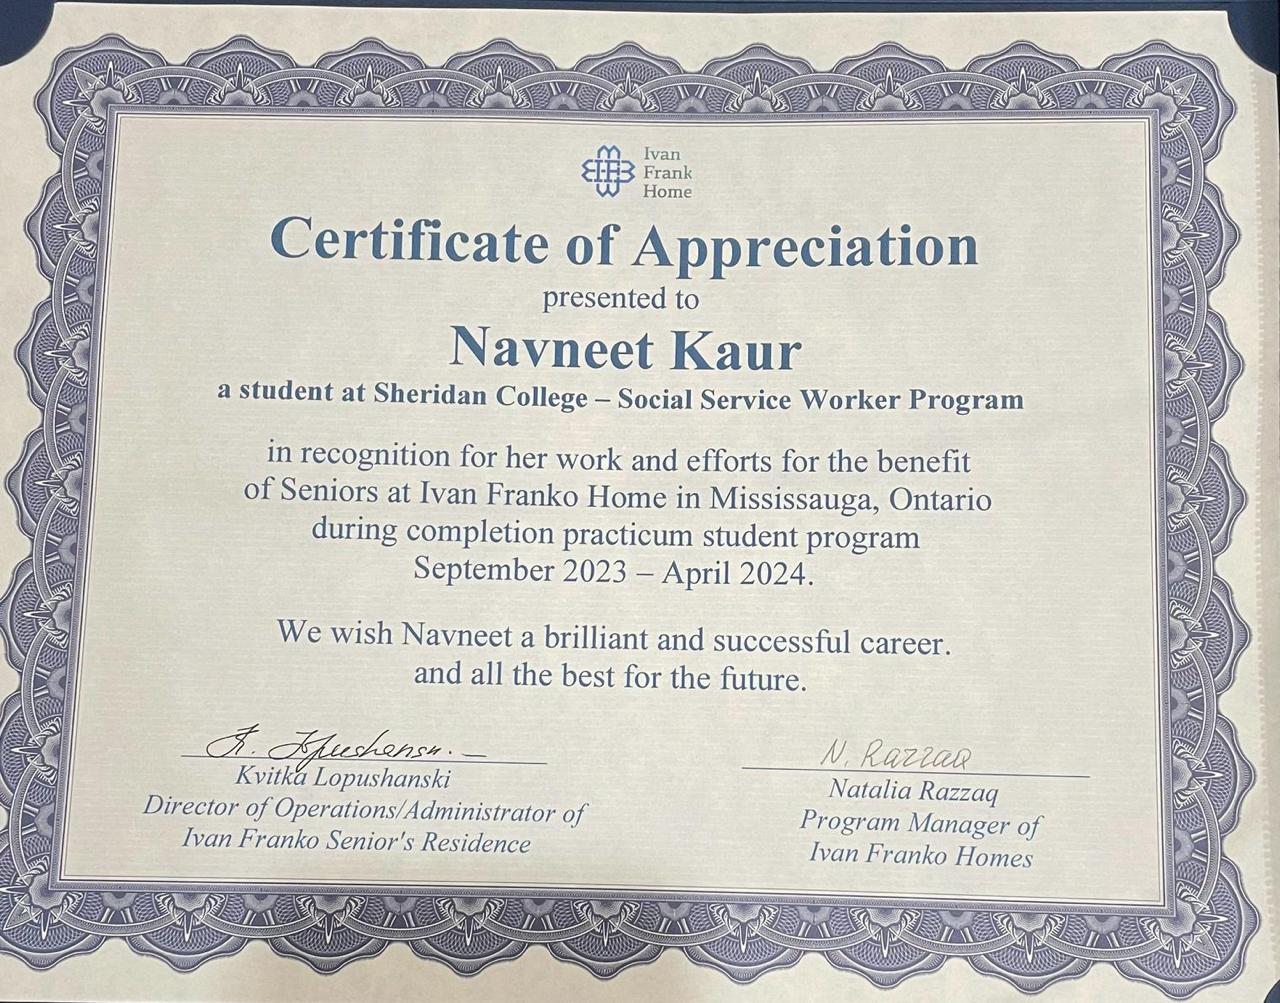 Ivan
Frank
Home
Certificate of Appreciation
presented to
Navneet Kaur
a student at Sheridan College – Social Service Worker Program
in recognition for her work and efforts for the benefit
of Seniors at Ivan Franko Home in Mississauga, Ontario
during completion practicum student program
September 2023 – April 2024.
We wish Navneet a brilliant and successful career.
and all the best for the future.
N. Razzaq
Kvitka Lopushanski
Director of Operations/Administrator of
Ivan Franko Senior's Residence
Natalia Razzaq
Program Manager of
Ivan Franko Homes